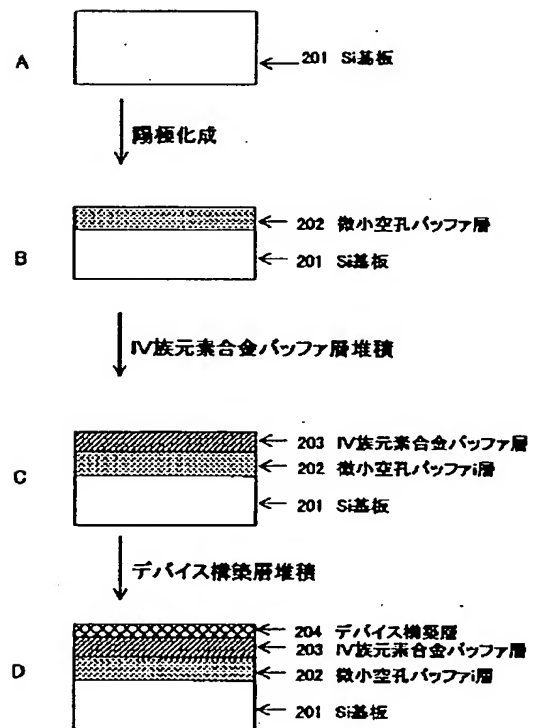 A
201 Si基板
陽極化成
B
202 微小空孔バッファ層
201 Si基板
IV族元素合金バッファ層堆積
C
203 IV族元素合金バッファ層
202 微小空孔バッファi層
201 Si基板
デバイス構築層堆積
D
204 デバイス構築層
203 IV族元素合金バッファ層
202 微小空孔バッファi層
201 Si基板